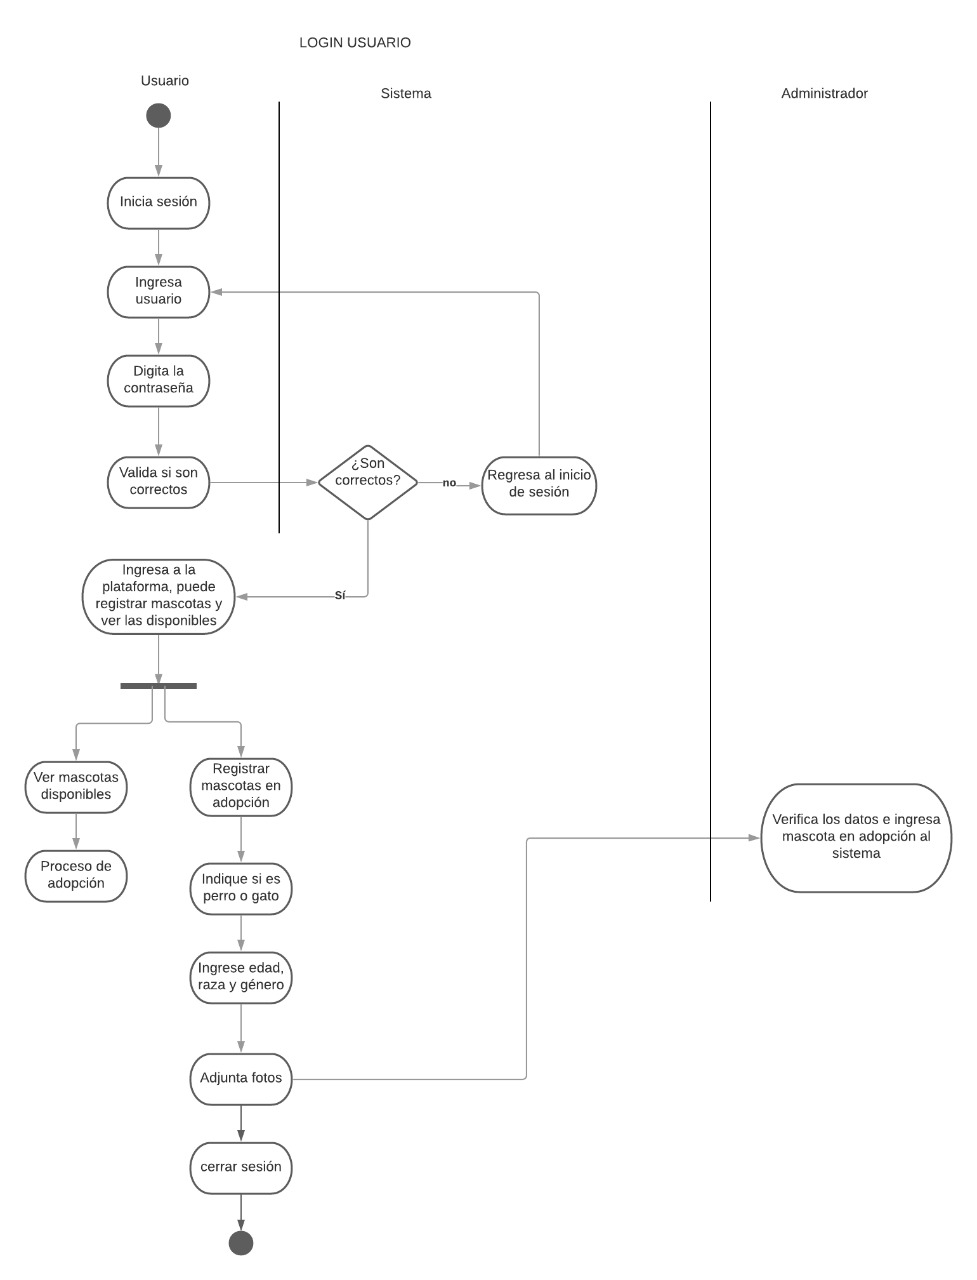 LOGIN USUARIO
Usuario
Sistema
Administrador
Inicia sesión
Ingresa
usuario
Digita la
contraseña
Valida si son
correctos
¿Son
correctos?
no
Regresa al inicio
de sesión
Sí
Ingresa a la
plataforma, puede
registrar mascotas y
ver las disponibles
Ver mascotas
disponibles
Proceso de
adopción
Registrar
mascotas en
adopción
Indique si es
perro o gato
Ingrese edad,
raza y género
Adjunta fotos
cerrar sesión
Verifica los datos e ingresa
mascota en adopción al
sistema